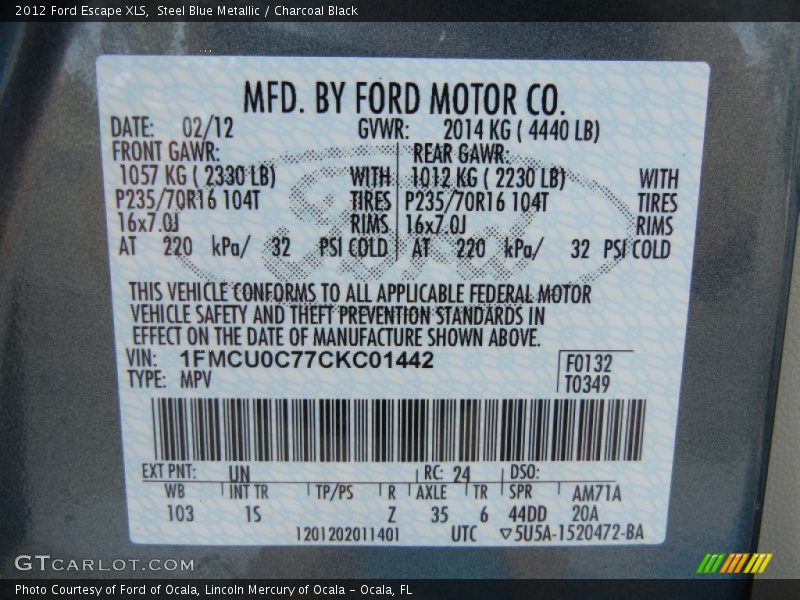 2012 Ford Escape XLS, Steel Blue Metallic / Charcoal Black
MFD. BY FORD MOTOR CO.
DATE: 02/12 GVWR: 2014 KG ( 4440 LB)
FRONT GAWR: REAR GAWR:
1057 KG ( 2330 LB) WITH 1012 KG ( 2230 LB) WITH
P235/70R16 104T TIRES P235/70R16 104T TIRES
16x7.0J RIMS 16x7.0J RIMS
AT 220 kPa/ 32 PSI COLD AT 220 kPa/ 32 PSI COLD
Ford
THIS VEHICLE CONFORMS TO ALL APPLICABLE FEDERAL MOTOR
VEHICLE SAFETY AND THEFT PREVENTION STANDARDS IN
EFFECT ON THE DATE OF MANUFACTURE SHOWN ABOVE.
VIN: 1FMCU0C77CKC01442 F0132
TYPE: MPV T0349
EXT PNT: UN RC: 24 DSO:
WB INT TR TP/PS R AXLE TR SPR AM71A
103 1S Z 35 6 44DD 20A
1201202011401 UTC ▽5U5A-1520472-BA
GTCARLOT.COM
Photo Courtesy of Ford of Ocala, Lincoln Mercury of Ocala – Ocala, FL